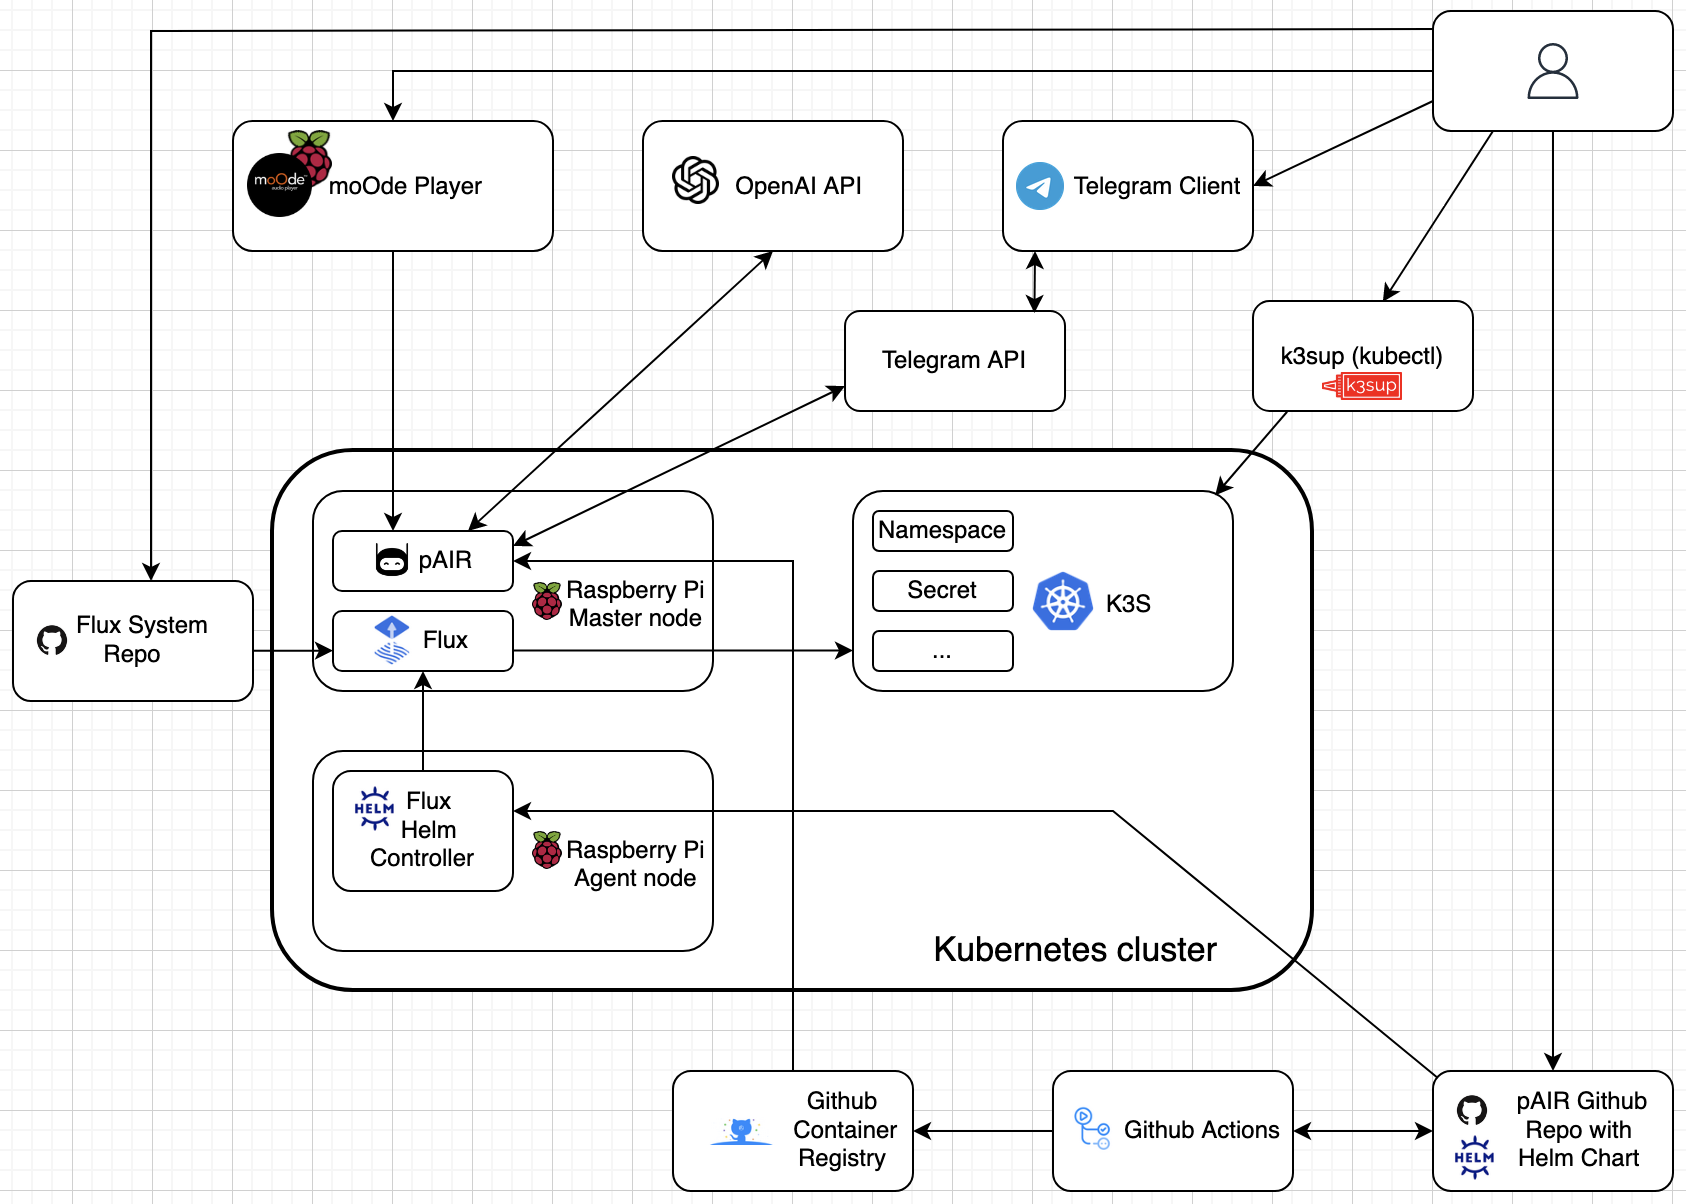 moOde
audio player
moOde Player
OpenAI API
Telegram Client
Telegram API
k3sup (kubectl)
k3sup
Namespace
pAIR
Raspberry Pi
Master node
Secret
K3S
Flux System
Repo
Flux
...
HELM
Flux
Helm
Controller
Raspberry Pi
Agent node
Kubernetes cluster
Github
Container
Registry
Github Actions
pAIR Github
Repo with
Helm Chart
HELM